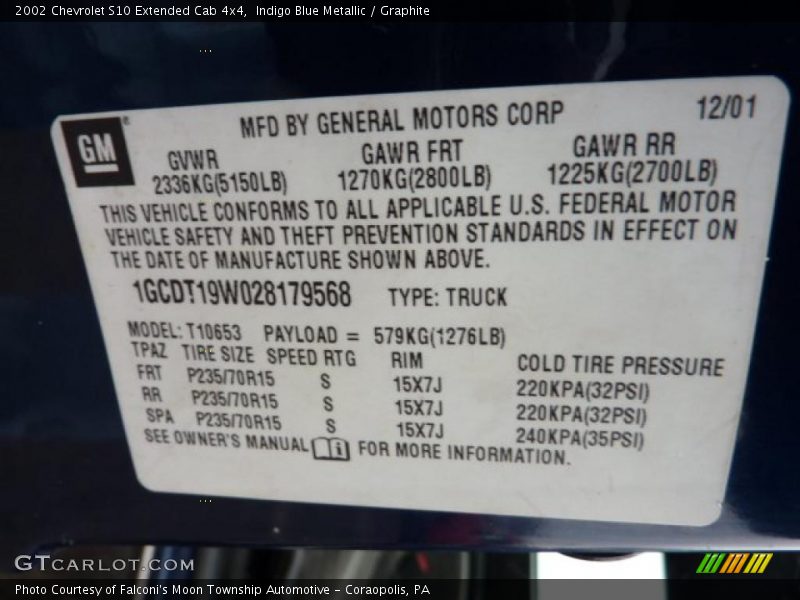 2002 Chevrolet S10 Extended Cab 4x4,  Indigo Blue Metallic / Graphite
GM®
MFD BY GENERAL MOTORS CORP 12/01
GVWR GAWR FRT GAWR RR
2336KG(5150LB) 1270KG(2800LB) 1225KG(2700LB)
THIS VEHICLE CONFORMS TO ALL APPLICABLE U.S. FEDERAL MOTOR
VEHICLE SAFETY AND THEFT PREVENTION STANDARDS IN EFFECT ON
THE DATE OF MANUFACTURE SHOWN ABOVE.
1GCDT19W028179568 TYPE: TRUCK
MODEL: T10653 PAYLOAD = 579KG(1276LB)
TPAZ TIRE SIZE SPEED RTG RIM COLD TIRE PRESSURE
FRT P235/70R15 S 15X7J 220KPA(32PSI)
RR P235/70R15 S 15X7J 220KPA(32PSI)
SPA P235/70R15 S 15X7J 240KPA(35PSI)
SEE OWNER'S MANUAL i FOR MORE INFORMATION.
GTCARLOT.COM
Photo Courtesy of Falconi's Moon Township Automotive – Coraopolis, PA